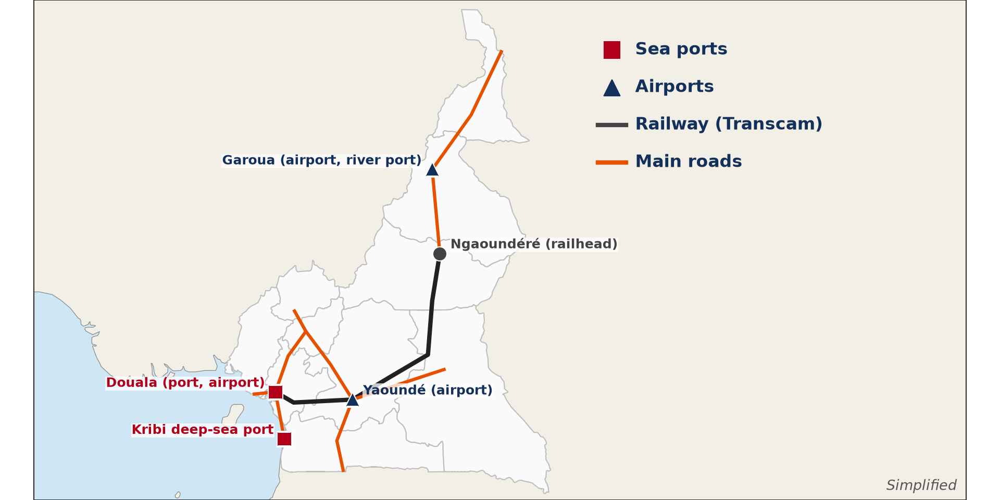 Sea ports
Airports
Railway (Transcam)
Main roads
Garoua (airport, river port)
Ngaoundéré (railhead)
Douala (port, airport)
Yaoundé (airport)
Kribi deep-sea port
Simplified